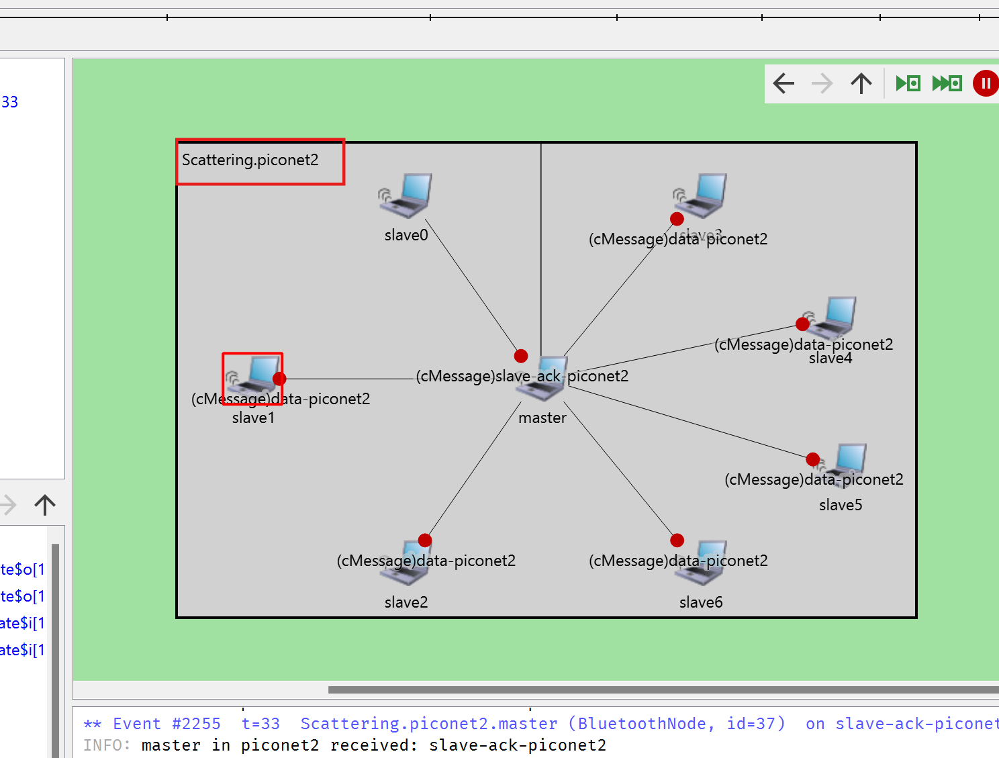 33
Scattering.piconet2
slave0
slave3
(cMessage)data-piconet2
(cMessage)data-piconet2
slave4
(cMessage)slave-ack-piconet2
(cMessage)data-piconet2
slave1
master
(cMessage)data-piconet2
slave5
(cMessage)data-piconet2
(cMessage)data-piconet2
slave2
slave6
te$o[1
te$o[1
ate$i[1
ate$i[1
** Event #2255 t=33 Scattering.piconet2.master (BluetoothNode, id=37) on slave-ack-piconet
INFO: master in piconet2 received: slave-ack-piconet2